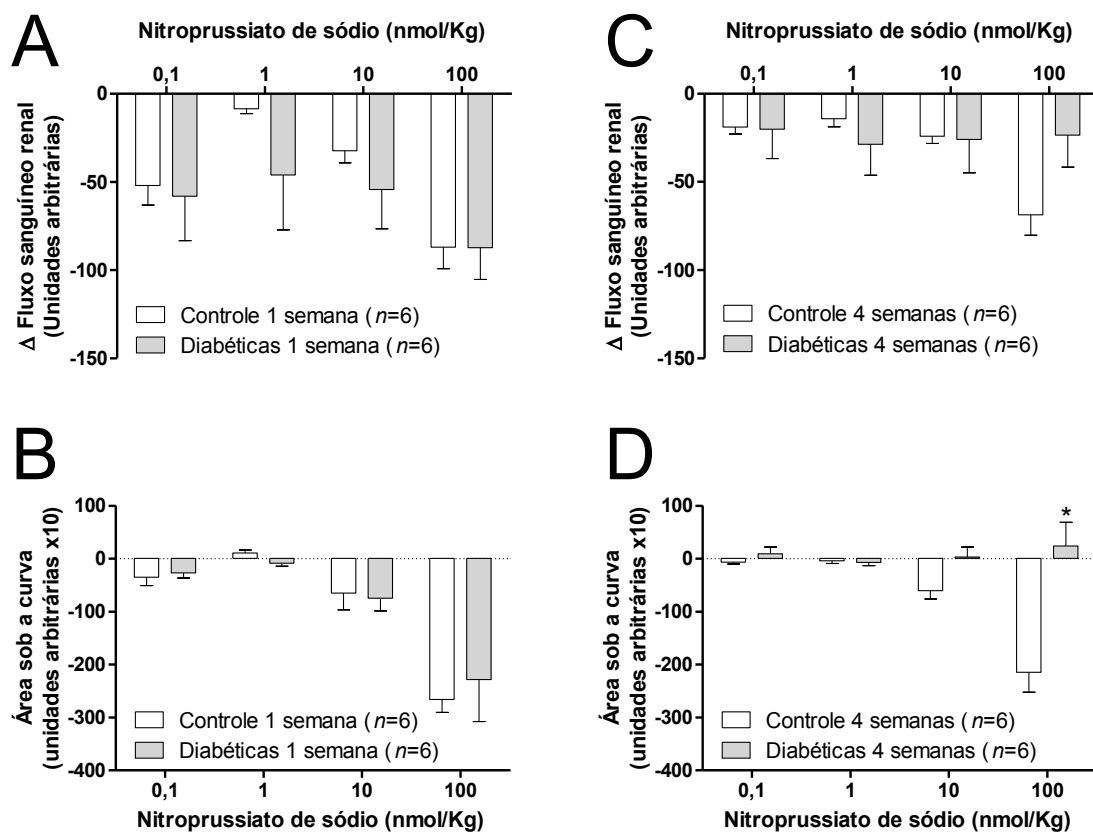 A
Nitroprussiato de sódio (nmol/Kg)
0,1 1 10 100
0
-50
-100
-150
Δ Fluxo sanguíneo renal
(Unidades arbitrárias)
Controle 1 semana (n=6)
Diabéticas 1 semana (n=6)
C
Nitroprussiato de sódio (nmol/Kg)
0,1 1 10 100
0
-50
-100
-150
Δ Fluxo sanguíneo renal
(Unidades arbitrárias)
Controle 4 semanas (n=6)
Diabéticas 4 semanas (n=6)
B
100
0
-100
-200
-300
-400
Área sob a curva
(unidades arbitrárias x10)
Controle 1 semana (n=6)
Diabéticas 1 semana (n=6)
0,1 1 10 100
Nitroprussiato de sódio (nmol/Kg)
D
100
0
-100
-200
-300
-400
Área sob a curva
(unidades arbitrárias x10)
*
Controle 4 semanas (n=6)
Diabéticas 4 semanas (n=6)
0,1 1 10 100
Nitroprussiato de sódio (nmol/Kg)